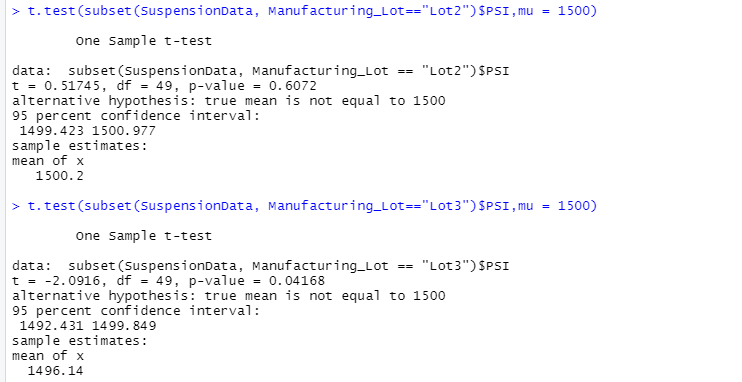 > t.test(subset(SuspensionData, Manufacturing_Lot=="Lot2")$PSI,mu = 1500)
One Sample t-test
data:  subset(SuspensionData, Manufacturing_Lot == "Lot2")$PSI
t = 0.51745, df = 49, p-value = 0.6072
alternative hypothesis: true mean is not equal to 1500
95 percent confidence interval:
1499.423 1500.977
sample estimates:
mean of x
1500.2
> t.test(subset(SuspensionData, Manufacturing_Lot=="Lot3")$PSI,mu = 1500)
One Sample t-test
data:  subset(SuspensionData, Manufacturing_Lot == "Lot3")$PSI
t = -2.0916, df = 49, p-value = 0.04168
alternative hypothesis: true mean is not equal to 1500
95 percent confidence interval:
1492.431 1499.849
sample estimates:
mean of x
1496.14